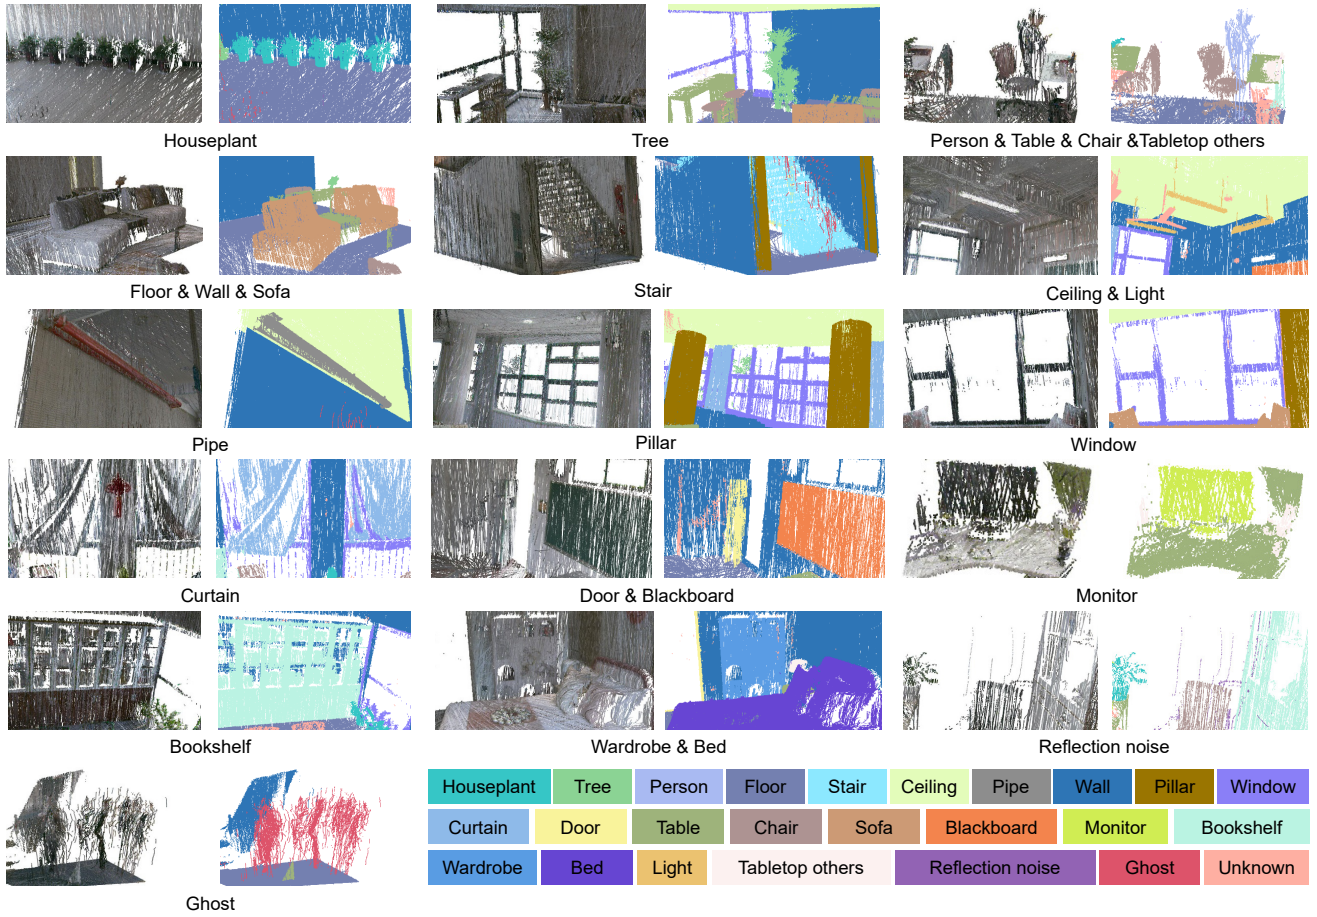 Houseplant
Tree
Person & Table & Chair &Tabletop others
Floor & Wall & Sofa
Stair
Ceiling & Light
Pipe
Pillar
Window
Curtain
Door & Blackboard
Monitor
Bookshelf
Wardrobe & Bed
Reflection noise
Ghost
Houseplant Tree Person Floor Stair Ceiling Pipe Wall Pillar Window
Curtain Door Table Chair Sofa Blackboard Monitor Bookshelf
Wardrobe Bed Light Tabletop others Reflection noise Ghost Unknown